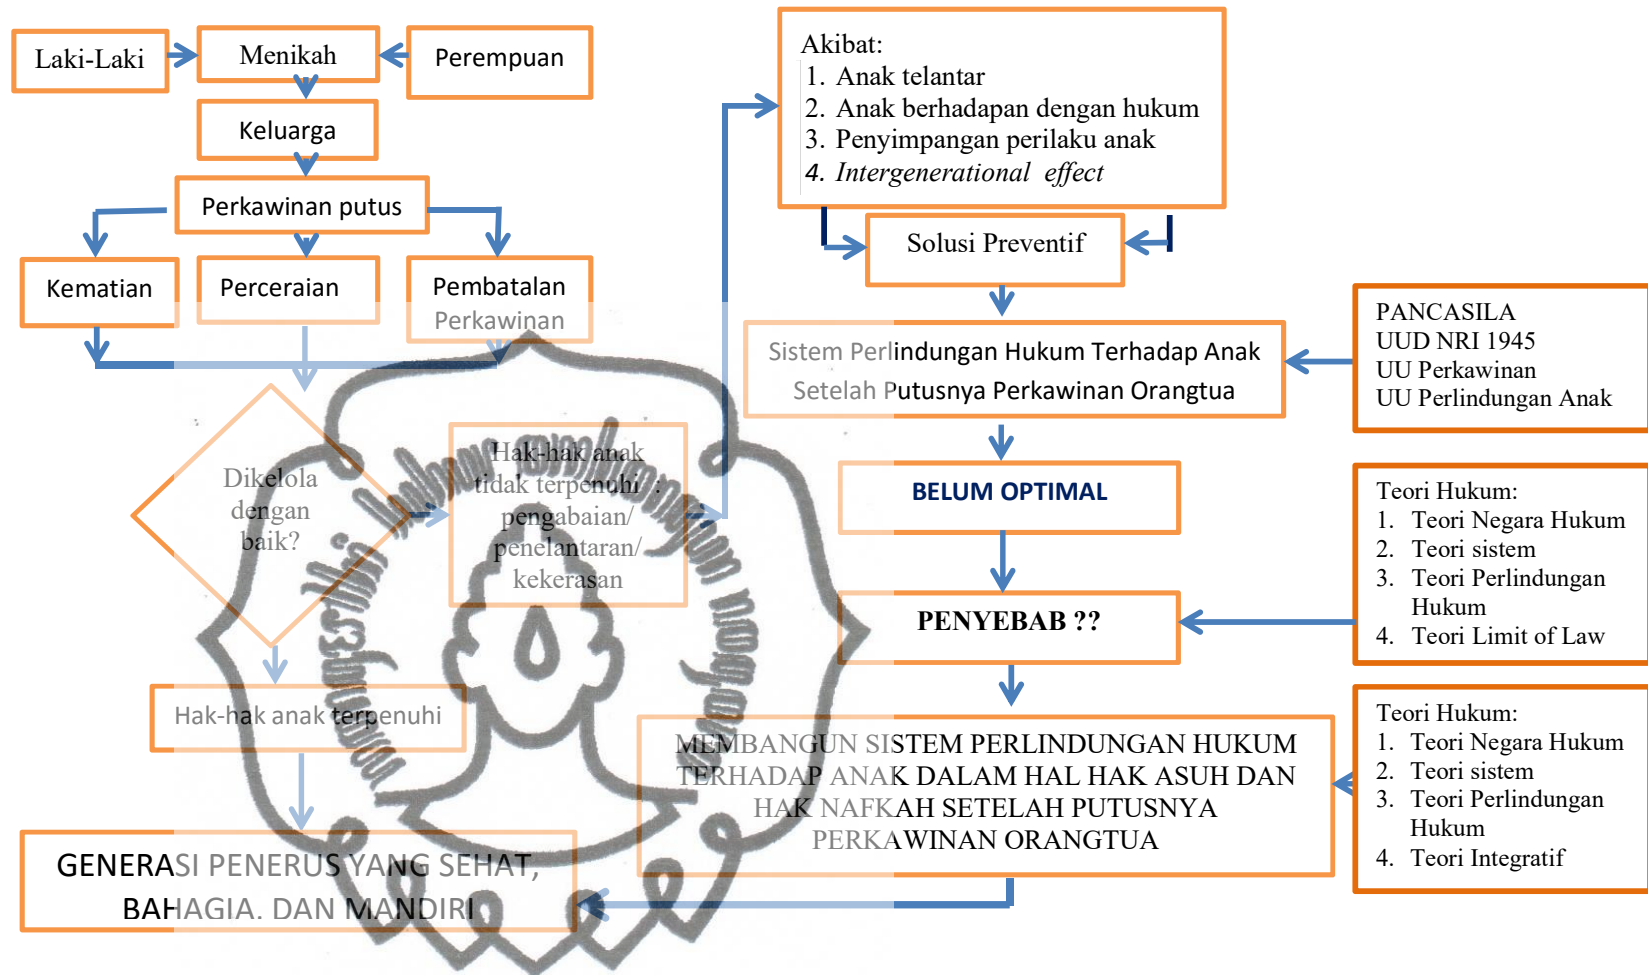 Laki-Laki
Menikah
Perempuan
Keluarga
Perkawinan putus
Kematian
Perceraian
Pembatalan
Perkawinan
Dikelola
dengan
baik?
Hak-hak anak
tidak terpenuhi :
pengabaian/
penelantaran/
kekerasan
Hak-hak anak terpenuhi
GENERASI PENERUS YANG SEHAT,
BAHAGIA. DAN MANDIRI
Akibat:
1. Anak telantar
2. Anak berhadapan dengan hukum
3. Penyimpangan perilaku anak
4. Intergenerational effect
Solusi Preventif
Sistem Perlindungan Hukum Terhadap Anak
Setelah Putusnya Perkawinan Orangtua
BELUM OPTIMAL
PENYEBAB ??
MEMBANGUN SISTEM PERLINDUNGAN HUKUM
TERHADAP ANAK DALAM HAL HAK ASUH DAN
HAK NAFKAH SETELAH PUTUSNYA
PERKAWINAN ORANGTUA
PANCASILA
UUD NRI 1945
UU Perkawinan
UU Perlindungan Anak
Teori Hukum:
1. Teori Negara Hukum
2. Teori sistem
3. Teori Perlindungan
Hukum
4. Teori Limit of Law
Teori Hukum:
1. Teori Negara Hukum
2. Teori sistem
3. Teori Perlindungan
Hukum
4. Teori Integratif